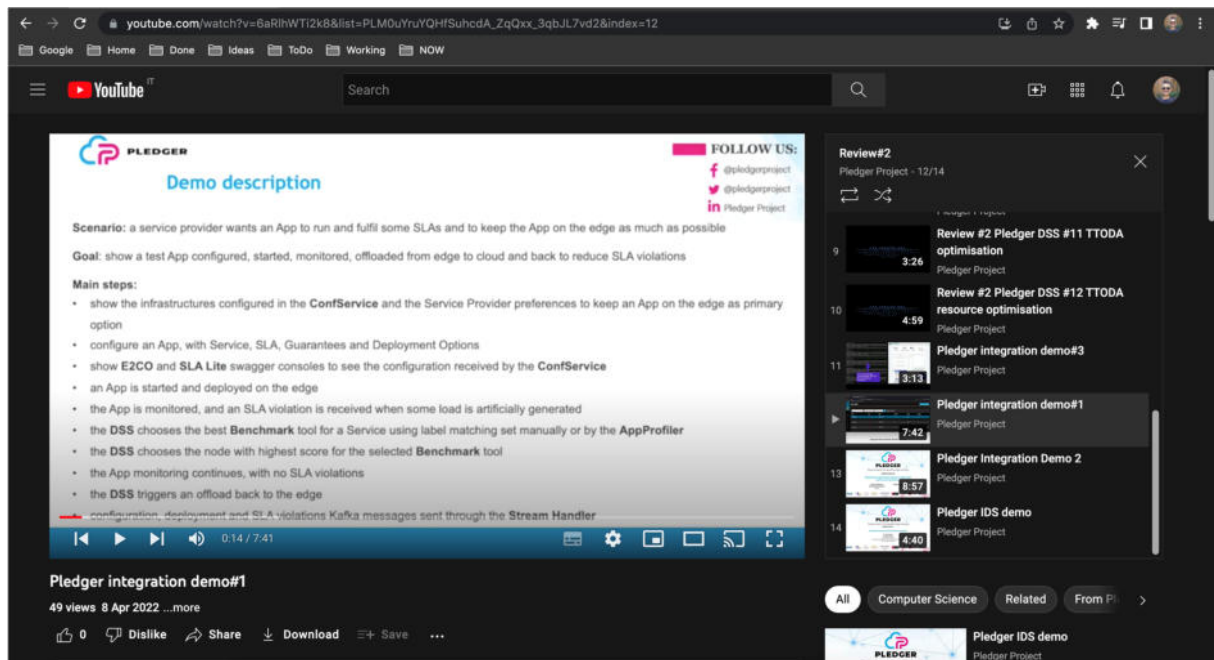 youtube.com/watch?v=6aRlhWTi2k8&list=PLM0uYruYQHfSuhcdA_ZqQxx_3qbJL7vd2&index=12
Google Home Done Ideas ToDo Working NOW
YouTube IT
Search
PLEDGER
FOLLOW US:
@pledgerproject
@pledgerproject
Pledger Project
Demo description
Scenario: a service provider wants an App to run and fulfil some SLAs and to keep the App on the edge as much as possible
Goal: show a test App configured, started, monitored, offloaded from edge to cloud and back to reduce SLA violations
Main steps:
• show the infrastructures configured in the ConfService and the Service Provider preferences to keep an App on the edge as primary
option
• configure an App, with Service, SLA, Guarantees and Deployment Options
• show E2CO and SLA Lite swagger consoles to see the configuration received by the ConfService
• an App is started and deployed on the edge
• the App is monitored, and an SLA violation is received when some load is artificially generated
• the DSS chooses the best Benchmark tool for a Service using label matching set manually or by the AppProfiler
• the DSS chooses the node with highest score for the selected Benchmark tool
• the App monitoring continues, with no SLA violations
• the DSS triggers an offload back to the edge
• configuration, deployment and SLA violations Kafka messages sent through the Stream Handler
0:14 / 7:41
Pledger integration demo#1
49 views 8 Apr 2022 ...more
0 Dislike Share Download Save
Review#2
Pledger Project - 12/14
Pledger Project
9
3:26
Review #2 Pledger DSS #11 TTODA
optimisation
Pledger Project
10
4:59
Review #2 Pledger DSS #12 TTODA
resource optimisation
Pledger Project
11
3:13
Pledger integration demo#3
Pledger Project
7:42
Pledger integration demo#1
Pledger Project
13
PLEDGER
8:57
Pledger Integration Demo 2
Pledger Project
14
PLEDGER
4:40
Pledger IDS demo
Pledger Project
All Computer Science Related From
PLEDGER
Pledger IDS demo
Pledger Project